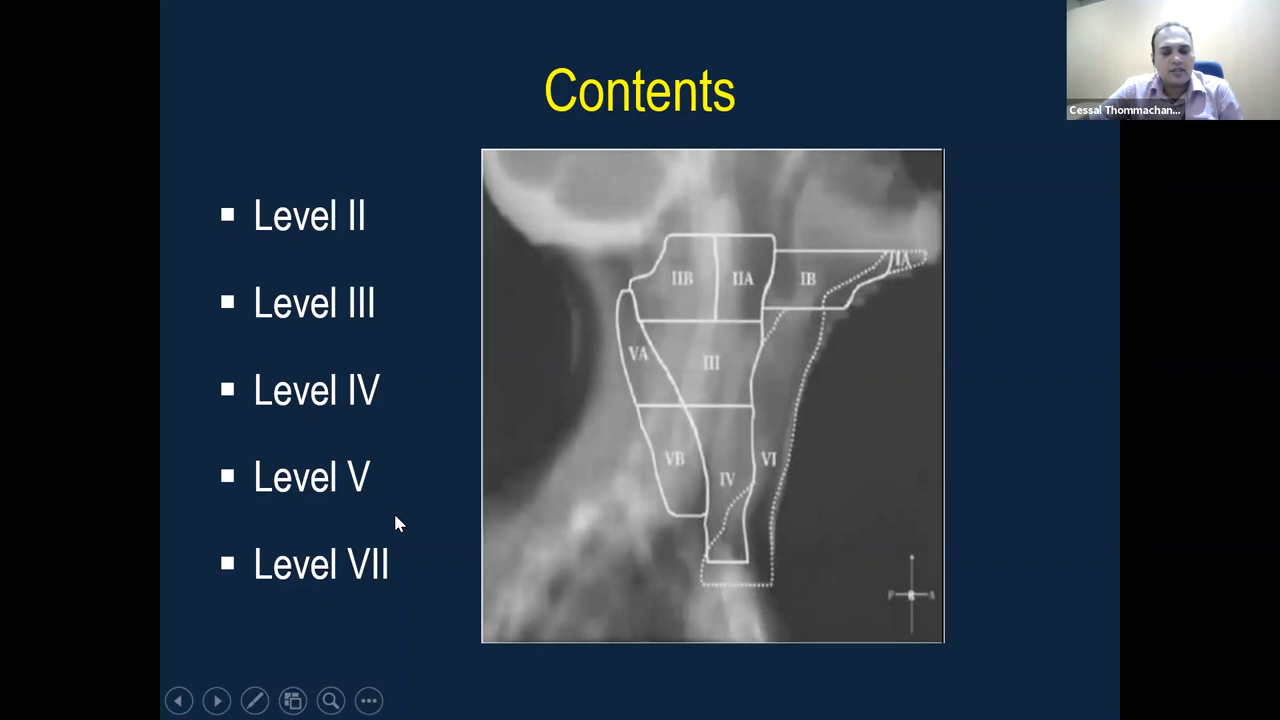 Contents
Cessal Thommachan...
Level II
Level III
Level IV
Level V
Level VII
IIB
IIA
IB
IA
VA
III
VB
IV
VI
P
A